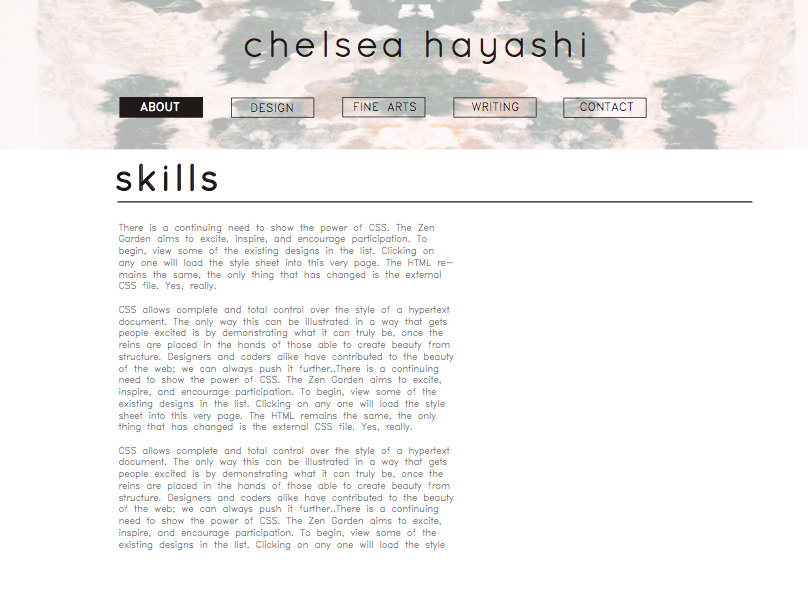 chelsea hayashi
ABOUT
DESIGN
FINE ARTS
WRITING
CONTACT
skills
There is a continuing need to show the power of CSS. The Zen
Garden aims to excite, inspire, and encourage participation. To
begin, view some of the existing designs in the list. Clicking on
any one will load the style sheet into this very page. The HTML re-
mains the same, the only thing that has changed is the external
CSS file. Yes, really.
CSS allows complete and total control over the style of a hypertext
document. The only way this can be illustrated in a way that gets
people excited is by demonstrating what it can truly be, once the
reins are placed in the hands of those able to create beauty from
structure. Designers and coders alike have contributed to the beauty
of the web; we can always push it further..There is a continuing
need to show the power of CSS. The Zen Garden aims to excite,
inspire, and encourage participation. To begin, view some of the
existing designs in the list. Clicking on any one will load the style
sheet into this very page. The HTML remains the same, the only
thing that has changed is the external CSS file. Yes, really.
CSS allows complete and total control over the style of a hypertext
document. The only way this can be illustrated in a way that gets
people excited is by demonstrating what it can truly be, once the
reins are placed in the hands of those able to create beauty from
structure. Designers and coders alike have contributed to the beauty
of the web; we can always push it further..There is a continuing
need to show the power of CSS. The Zen Garden aims to excite,
inspire, and encourage participation. To begin, view some of the
existing designs in the list. Clicking on any one will load the style